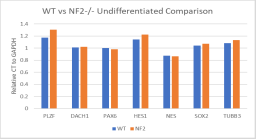 WT vs NF2-/- Undifferentiated Comparison
Relative CT to GAPDH
1.4
1.2
1
0.8
0.6
0.4
0.2
0
PLZF DACH1 PAX6 HES1 NES SOX2 TUBB3
WT NF2